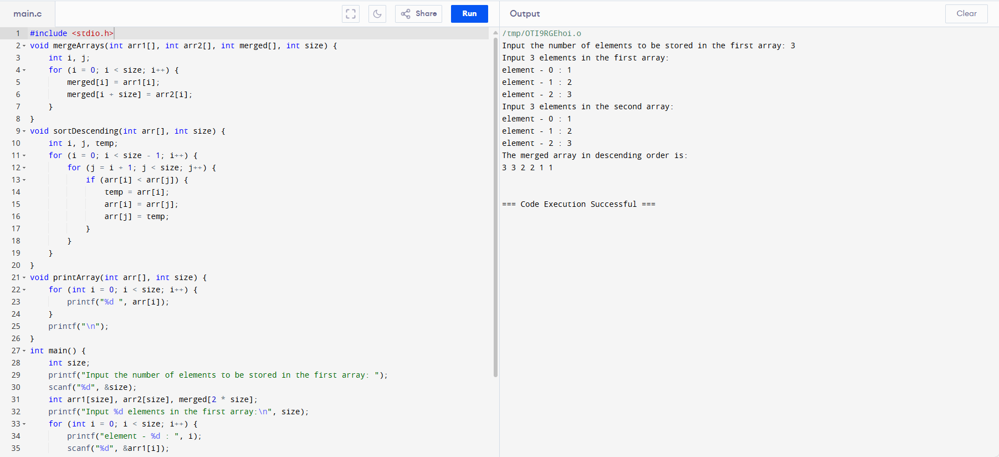 main.c
Share
Run
Output
Clear
1 #include <stdio.h>
2 void mergeArrays(int arr1[], int arr2[], int merged[], int size) {
3     int i, j;
4     for (i = 0; i < size; i++) {
5         merged[i] = arr1[i];
6         merged[i + size] = arr2[i];
7     }
8 }
9 void sortDescending(int arr[], int size) {
10     int i, j, temp;
11     for (i = 0; i < size - 1; i++) {
12         for (j = i + 1; j < size; j++) {
13             if (arr[i] < arr[j]) {
14                 temp = arr[i];
15                 arr[i] = arr[j];
16                 arr[j] = temp;
17             }
18         }
19     }
20 }
21 void printArray(int arr[], int size) {
22     for (int i = 0; i < size; i++) {
23         printf("%d ", arr[i]);
24     }
25     printf("\n");
26 }
27 int main() {
28     int size;
29     printf("Input the number of elements to be stored in the first array: ");
30     scanf("%d", &size);
31     int arr1[size], arr2[size], merged[2 * size];
32     printf("Input %d elements in the first array:\n", size);
33     for (int i = 0; i < size; i++) {
34         printf("element - %d : ", i);
35         scanf("%d", &arr1[i]);
/tmp/OTI9RGEhoi.o
Input the number of elements to be stored in the first array: 3
Input 3 elements in the first array:
element - 0 : 1
element - 1 : 2
element - 2 : 3
Input 3 elements in the second array:
element - 0 : 1
element - 1 : 2
element - 2 : 3
The merged array in descending order is:
3 3 2 2 1 1
=== Code Execution Successful ===